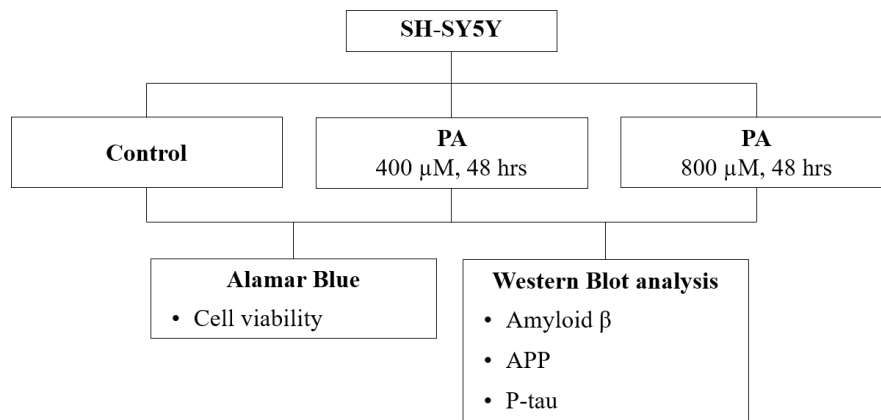 SH-SY5Y
Control
PA
400 µM, 48 hrs
PA
800 µM, 48 hrs
Alamar Blue
• Cell viability
Western Blot analysis
• Amyloid β
• APP
• P-tau